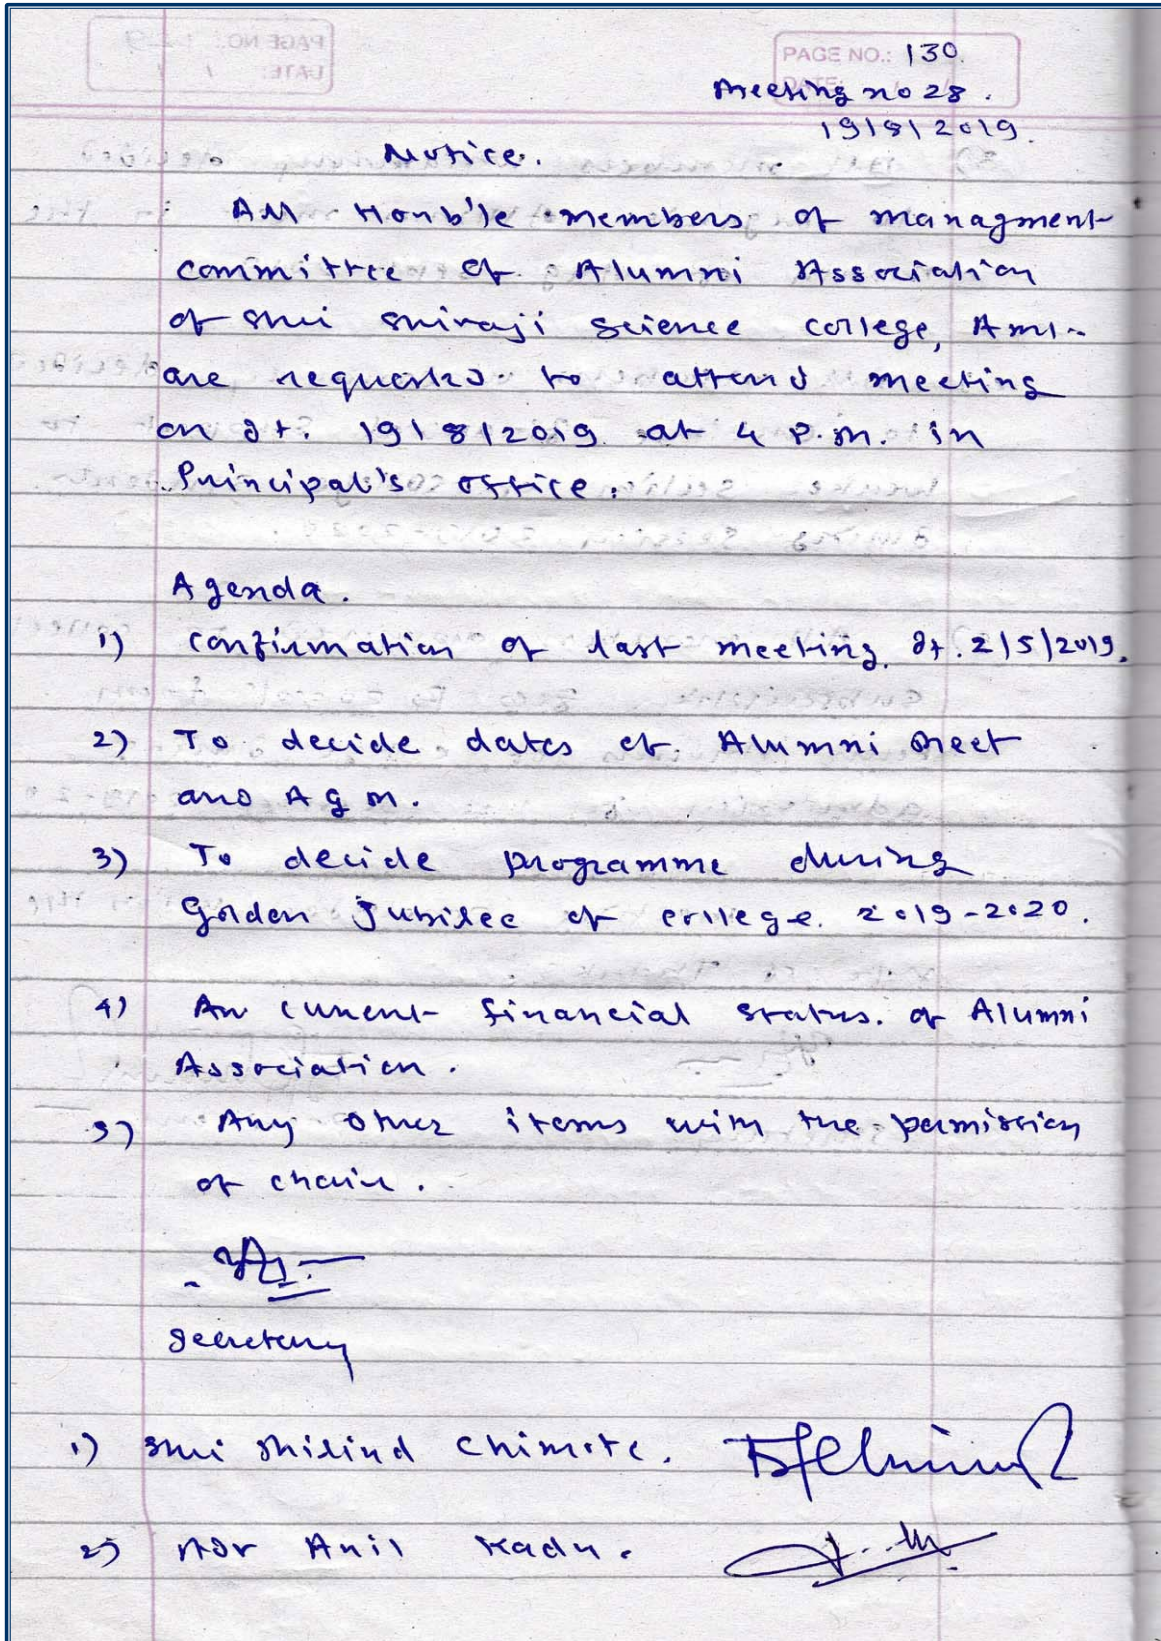 PAGE NO.: 130.
DATE:
Meeting no 28.
19/8/2019.
Notice.
All Honb'le members of managment
committee of Alumni Association
of Shri Shivaji Science college, Amt.
are requested to attend meeting
on dt. 19/8/2019 at 4 P.m. in
Principal's office.
Agenda.
1) Confirmation of last meeting. dt. 2/5/2019.
2) To decide dates of Alumni Meet
and A g m.
3) To decide programme during
Golden Jubilee of college. 2019-2020.
4) current financial status. of Alumni
Association.
5) Any other items with the permission
of chair.
Secretary
1) Shri Milind Chimote.
2) Adv Anil Kadu.